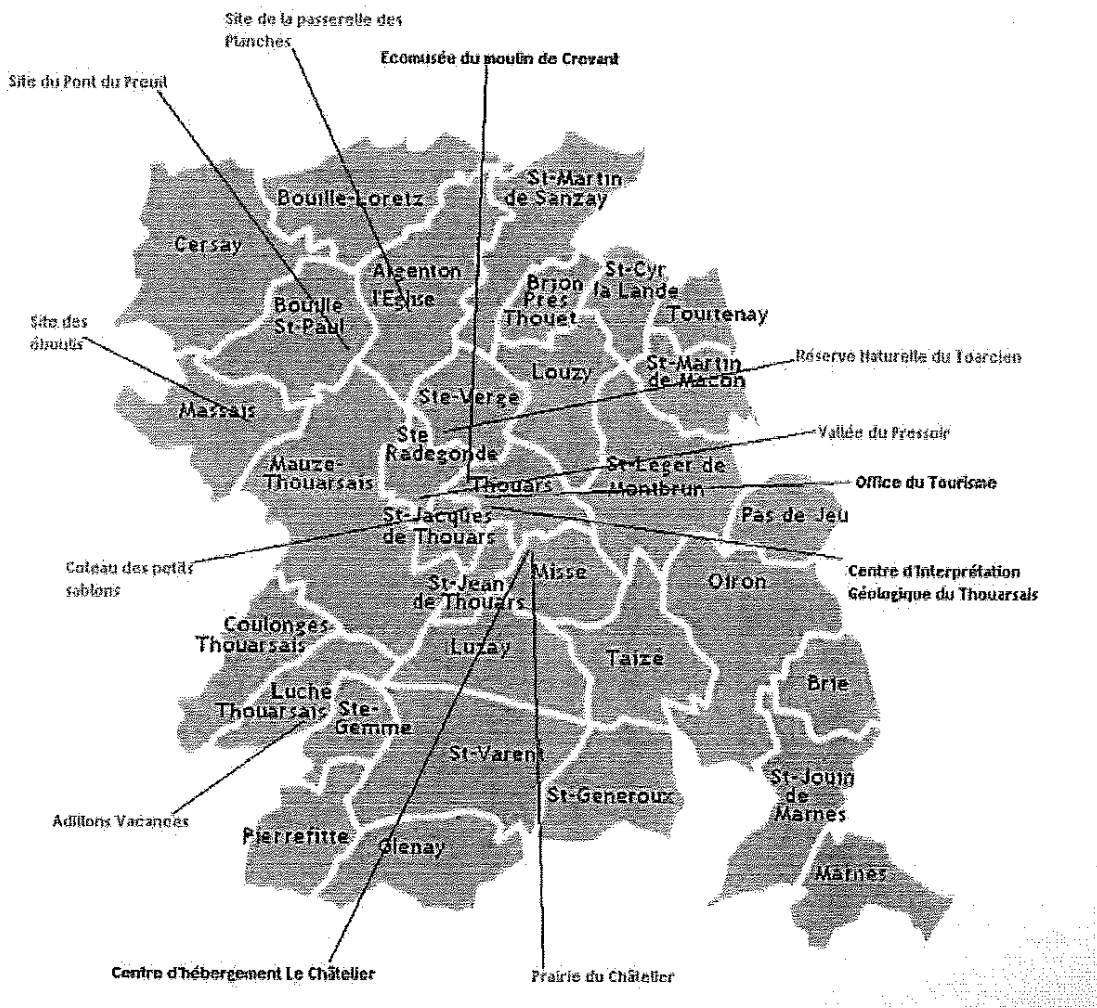 Site de la passerelle des
Planches
Ecomusée du moulin de Crevant
Site du Pont du Preuil
St-Martin
de Sanzay
Bouille-Loretz
Cersay
Argenton
l'Eglise
St-Cyr
la Lande
Brion
Pres
Thouet
Bouille
St-Paul
Tourtenay
Site des
éboulis
St-Martin
de Macon
Réserve Naturelle du Toarcien
Louzy
Ste-Verge
Massais
Ste
Radegonde
Vallée du Pressoir
Mauze-
Thouarsais
St-Leger de
Montbrun
Thouars
Office du Tourisme
St-Jacques
de Thouars
Pas de Jeu
Coteau des petits
sablons
Misse
Oiron
Centre d'Interprétation
Géologique du Thouarsais
St-Jean
de Thouars
Coulonges-
Thouarsais
Luzay
Taize
Brie
Luche
Thouarsais
Ste-
Gemme
St-Varent
St-Jouin
de
Marnes
St-Generoux
Adillons Vacances
Pierrefitte
Glenay
Marnes
Centre d'hébergement Le Châtelier
Prairie du Châtelier